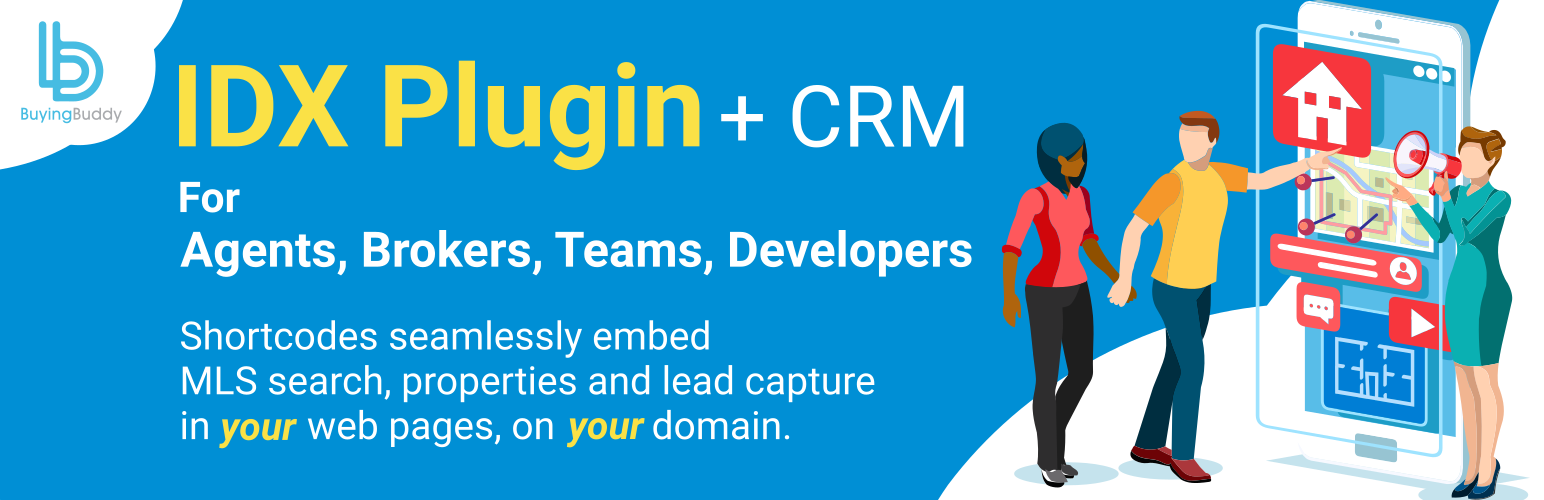 BuyingBuddy
IDX Plugin + CRM
For
Agents, Brokers, Teams, Developers
Shortcodes seamlessly embed
MLS search, properties and lead capture
in your web pages, on your domain.